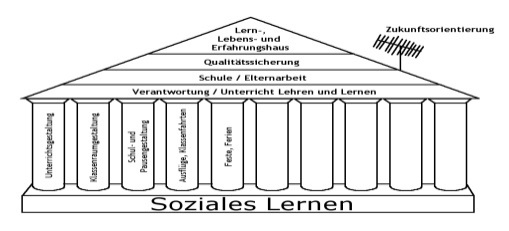 Lern-,
Lebens- und
Erfahrungshaus
Zukunftsorientierung
Qualitätssicherung
Schule / Elternarbeit
Verantwortung / Unterricht Lehren und Lernen
Unterrichtsgestaltung
Klassenraumgestaltung
Schul- und
Pausengestaltung
Ausflüge, Klassenfahrten
Feste, Ferien
Soziales Lernen